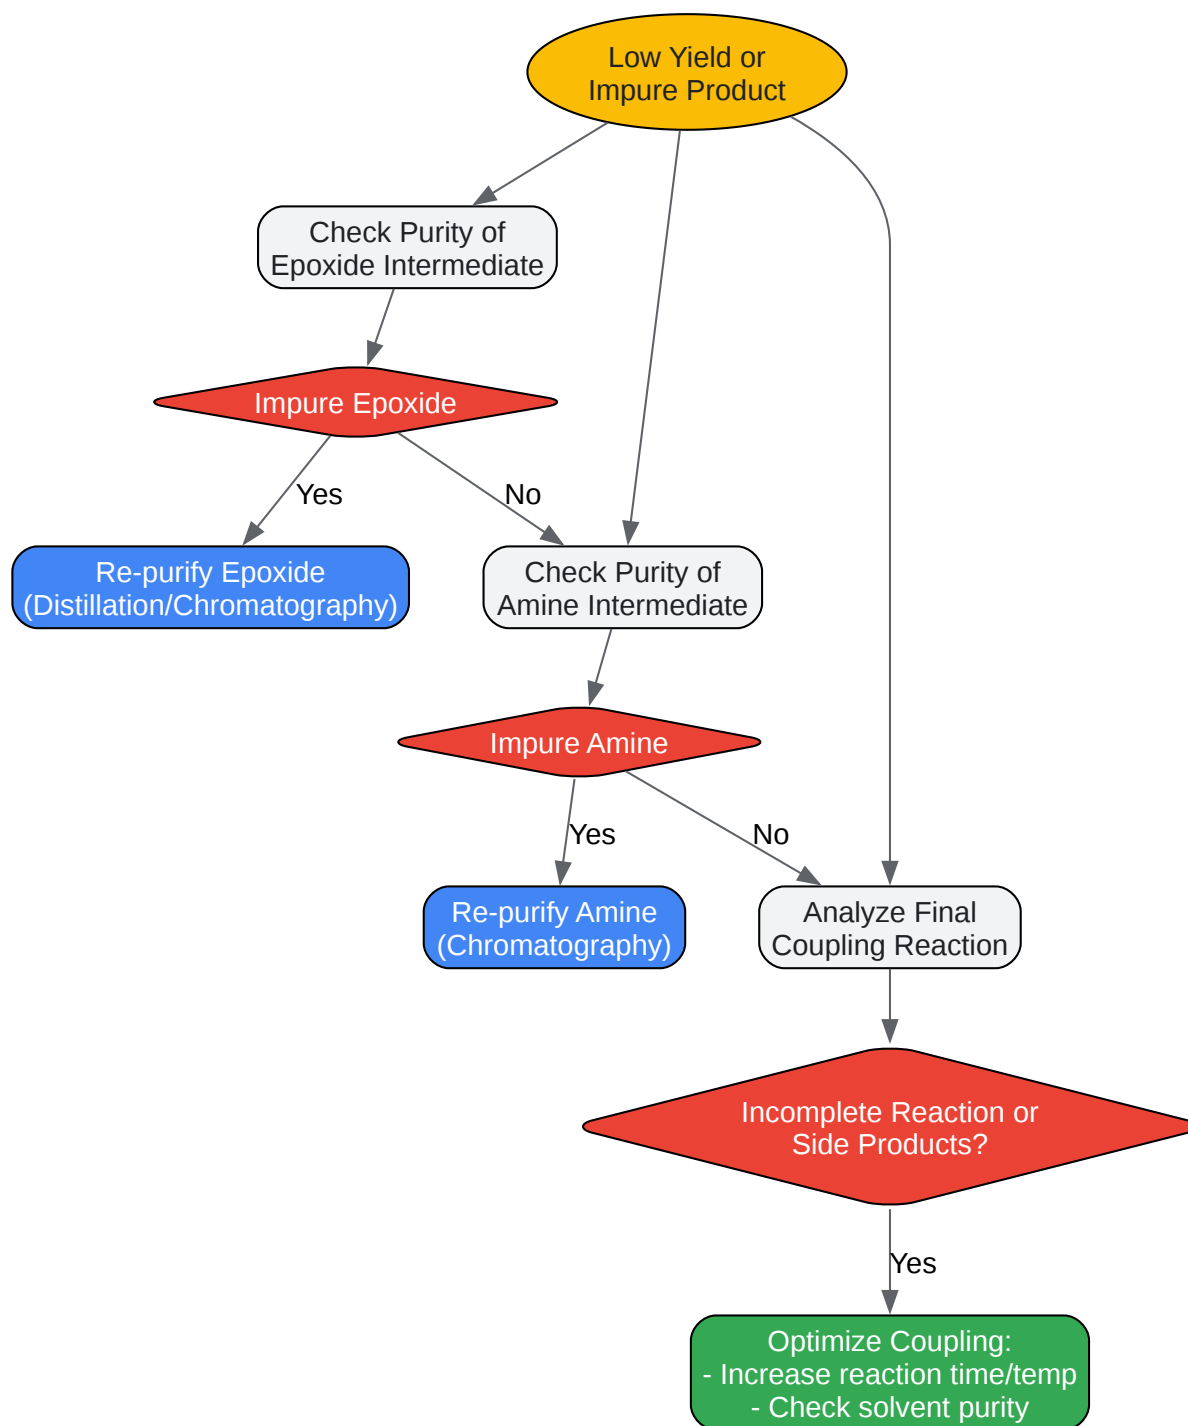 Low Yield or
Impure Product
Check Purity of
Epoxide Intermediate
Impure Epoxide
Yes
No
Re-purify Epoxide
(Distillation/Chromatography)
Check Purity of
Amine Intermediate
Impure Amine
Yes
No
Re-purify Amine
(Chromatography)
Analyze Final
Coupling Reaction
Incomplete Reaction or
Side Products?
Yes
Optimize Coupling:
- Increase reaction time/temp
- Check solvent purity